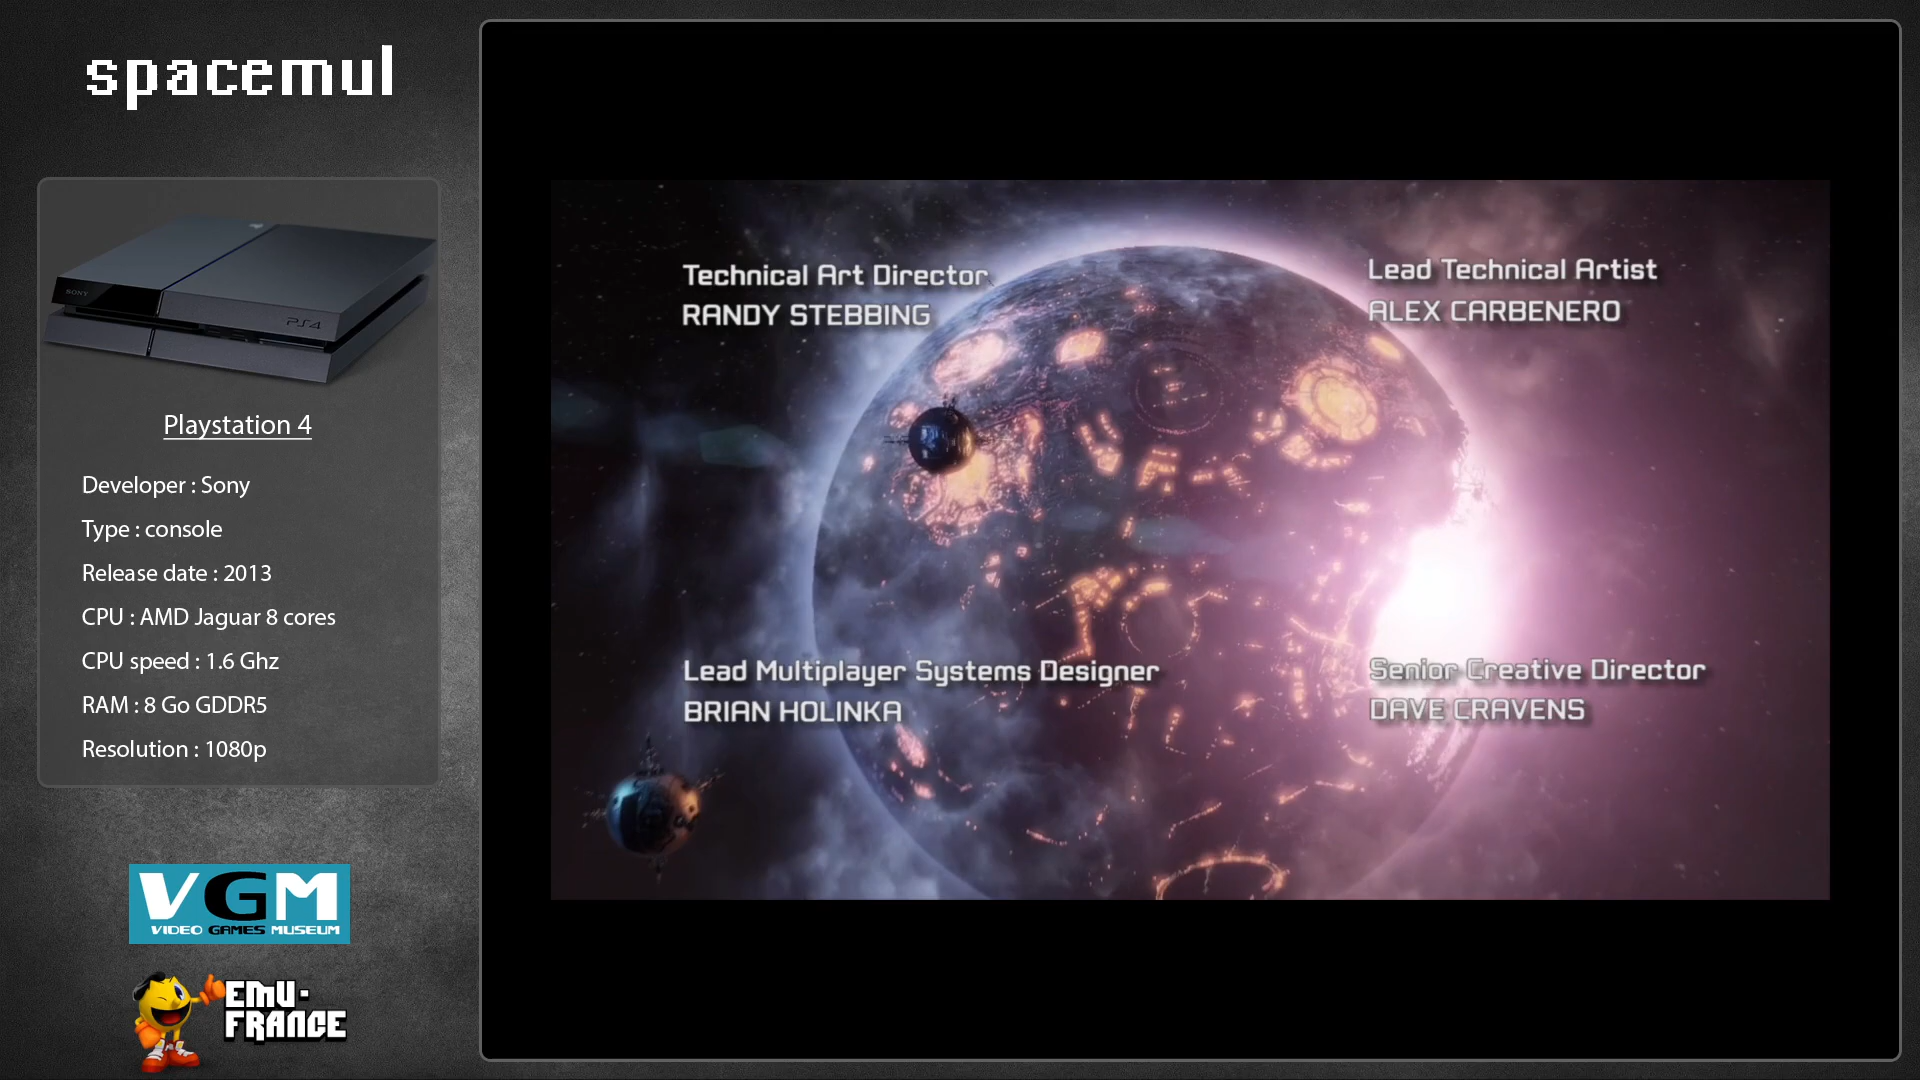 spacemul
SONY
PS4
Playstation 4
Developer : Sony
Type : console
Release date : 2013
CPU : AMD Jaguar 8 cores
CPU speed : 1.6 Ghz
RAM : 8 Go GDDR5
Resolution : 1080p
VGM
VIDEO GAMES MUSEUM
EMU-
FRANCE
Technical Art Director
RANDY STEBBING
Lead Technical Artist
ALEX CARBENERO
Lead Multiplayer Systems Designer
BRIAN HOLINKA
Senior Creative Director
DAVE CRAVENS